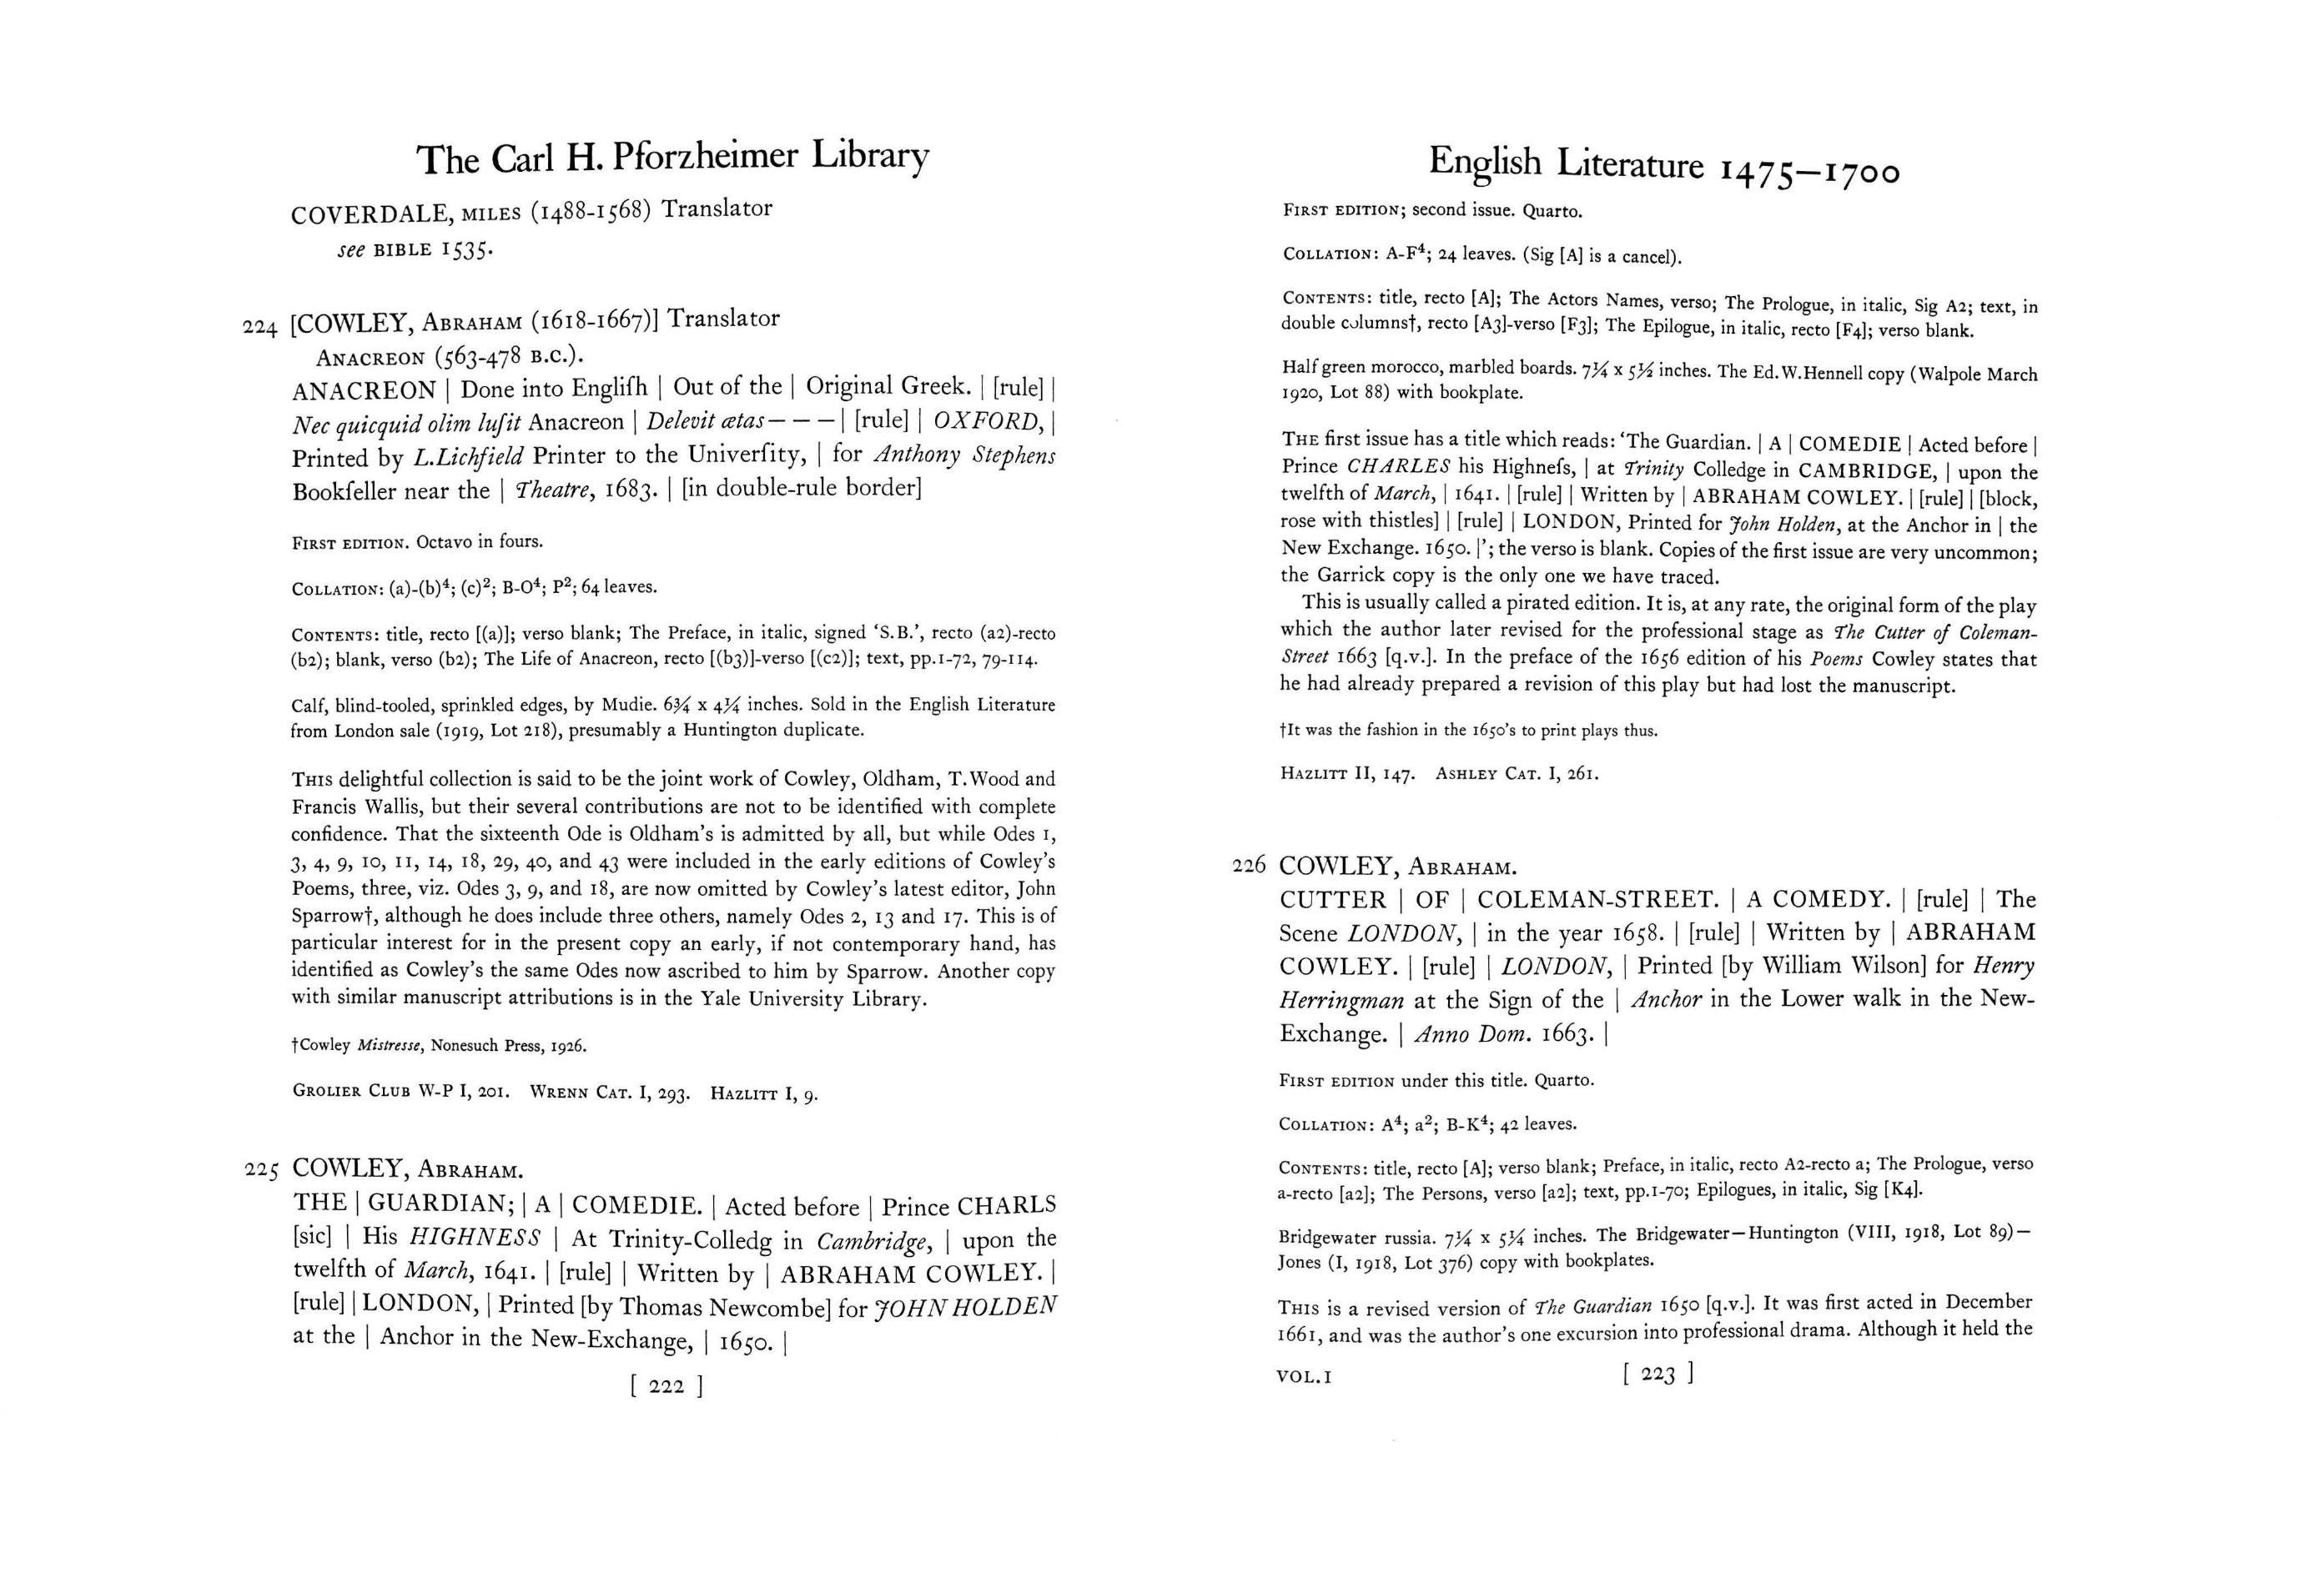 The Carl H. Pforzheimer Library
COVERDALE, MILES (1488-1568) Translator
see BIBLE 1535.
224 [COWLEY, ABRAHAM (1618-1667)] Translator
ANACREON (563-478 B.C.).
ANACREON | Done into Engliſh | Out of the | Original Greek. | [rule] |
Nec quicquid olim luſit Anacreon | Delevit ætas— — —| [rule] | OXFORD, |
Printed by L.Lichfield Printer to the Univerſity, | for Anthony Stephens
Bookſeller near the | Theatre, 1683. | [in double-rule border]
FIRST EDITION. Octavo in fours.
COLLATION: (a)-(b)⁴; (c)²; B-O⁴; P²; 64 leaves.
CONTENTS: title, recto [(a)]; verso blank; The Preface, in italic, signed ‘S.B.’, recto (a2)-recto
(b2); blank, verso (b2); The Life of Anacreon, recto [(b3)]-verso [(c2)]; text, pp.1-72, 79-114.
Calf, blind-tooled, sprinkled edges, by Mudie. 6¾ x 4¼ inches. Sold in the English Literature
from London sale (1919, Lot 218), presumably a Huntington duplicate.
THIS delightful collection is said to be the joint work of Cowley, Oldham, T.Wood and
Francis Wallis, but their several contributions are not to be identified with complete
confidence. That the sixteenth Ode is Oldham's is admitted by all, but while Odes 1,
3, 4, 9, 10, 11, 14, 18, 29, 40, and 43 were included in the early editions of Cowley's
Poems, three, viz. Odes 3, 9, and 18, are now omitted by Cowley's latest editor, John
Sparrow†, although he does include three others, namely Odes 2, 13 and 17. This is of
particular interest for in the present copy an early, if not contemporary hand, has
identified as Cowley's the same Odes now ascribed to him by Sparrow. Another copy
with similar manuscript attributions is in the Yale University Library.
†Cowley Mistresse, Nonesuch Press, 1926.
GROLIER CLUB W-P I, 201. WRENN CAT. I, 293. HAZLITT I, 9.
225 COWLEY, ABRAHAM.
THE | GUARDIAN; | A | COMEDIE. | Acted before | Prince CHARLS
[sic] | His HIGHNESS | At Trinity-Colledg in Cambridge, | upon the
twelfth of March, 1641. | [rule] | Written by | ABRAHAM COWLEY. |
[rule] | LONDON, | Printed [by Thomas Newcombe] for JOHN HOLDEN
at the | Anchor in the New-Exchange, | 1650. |
[ 222 ]
English Literature 1475—1700
FIRST EDITION; second issue. Quarto.
COLLATION: A-F⁴; 24 leaves. (Sig [A] is a cancel).
CONTENTS: title, recto [A]; The Actors Names, verso; The Prologue, in italic, Sig A2; text, in
double columns†, recto [A3]-verso [F3]; The Epilogue, in italic, recto [F4]; verso blank.
Half green morocco, marbled boards. 7¼ x 5½ inches. The Ed.W.Hennell copy (Walpole March
1920, Lot 88) with bookplate.
THE first issue has a title which reads: ‘The Guardian. | A | COMEDIE | Acted before |
Prince CHARLES his Highneſs, | at Trinity Colledge in CAMBRIDGE, | upon the
twelfth of March, | 1641. | [rule] | Written by | ABRAHAM COWLEY. | [rule] | [block,
rose with thistles] | [rule] | LONDON, Printed for John Holden, at the Anchor in | the
New Exchange. 1650. |’; the verso is blank. Copies of the first issue are very uncommon;
the Garrick copy is the only one we have traced.
This is usually called a pirated edition. It is, at any rate, the original form of the play
which the author later revised for the professional stage as The Cutter of Coleman-
Street 1663 [q.v.]. In the preface of the 1656 edition of his Poems Cowley states that
he had already prepared a revision of this play but had lost the manuscript.
†It was the fashion in the 1650's to print plays thus.
HAZLITT II, 147. ASHLEY CAT. I, 261.
226 COWLEY, ABRAHAM.
CUTTER | OF | COLEMAN-STREET. | A COMEDY. | [rule] | The
Scene LONDON, | in the year 1658. | [rule] | Written by | ABRAHAM
COWLEY. | [rule] | LONDON, | Printed [by William Wilson] for Henry
Herringman at the Sign of the | Anchor in the Lower walk in the New-
Exchange. | Anno Dom. 1663. |
FIRST EDITION under this title. Quarto.
COLLATION: A⁴; a²; B-K⁴; 42 leaves.
CONTENTS: title, recto [A]; verso blank; Preface, in italic, recto A2-recto a; The Prologue, verso
a-recto [a2]; The Persons, verso [a2]; text, pp.1-70; Epilogues, in italic, Sig [K4].
Bridgewater russia. 7¼ x 5¼ inches. The Bridgewater—Huntington (VIII, 1918, Lot 89)—
Jones (I, 1918, Lot 376) copy with bookplates.
THIS is a revised version of The Guardian 1650 [q.v.]. It was first acted in December
1661, and was the author's one excursion into professional drama. Although it held the
VOL.I [ 223 ]